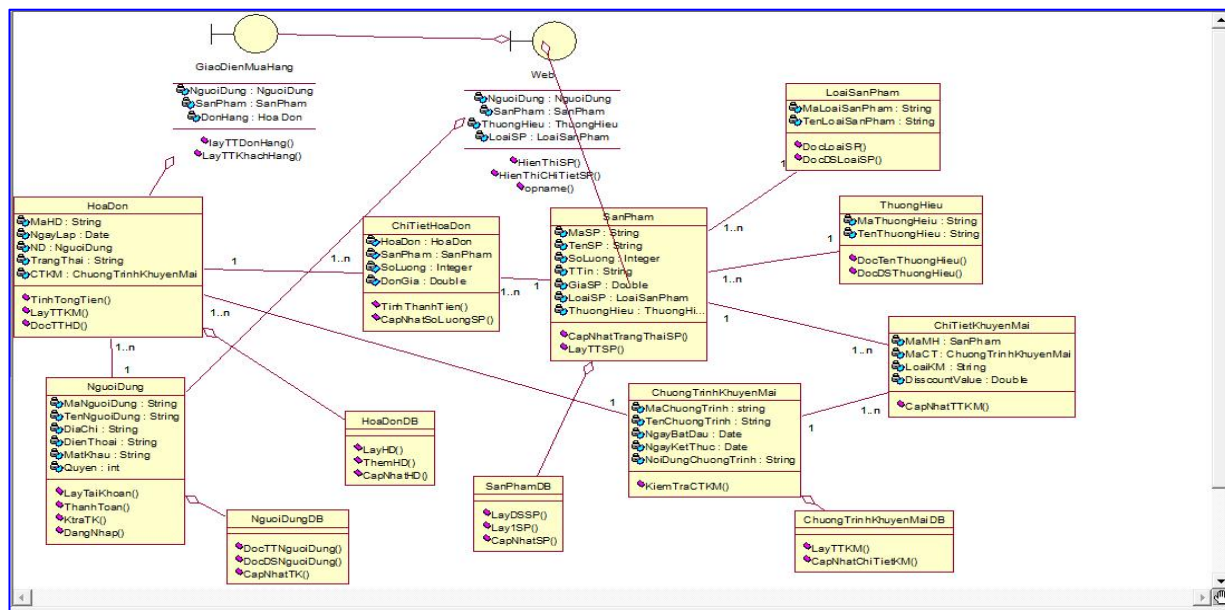 GiaoDienMuaHang
NguoiDung : NguoiDung
SanPham : SanPham
DonHang : Hoa Don
layTTDonHang()
LayTTKhachHang()
Web
NguoiDung : NguoiDung
SanPham : SanPham
ThuongHieu : ThuongHieu
LoaiSP : LoaiSanPham
HienThiSP()
HienThiCHiTietSP()
opname()
LoaiSanPham
MaLoaiSanPham : String
TenLoaiSanPham : String
DocLoaiSP()
DocDSLoaiSP()
1
1..n
HoaDon
MaHD : String
NgayLap : Date
ND : NguoiDung
TrangThai : String
CTKM : ChuongTrinhKhuyenMai
TinhTongTien()
LayTTKM()
DocTTHD()
1
1..n
1..n
ChiTietHoaDon
HoaDon : HoaDon
SanPham : SanPham
SoLuong : Integer
DonGia : Double
TinhThanhTien()
CapNhatSoLuongSP()
1..n
1
SanPham
MaSP : String
TenSP : String
SoLuong : Integer
TTin : String
GiaSP : Double
LoaiSP : LoaiSanPham
ThuongHieu : ThuongHi...
CapNhatTrangThaiSP()
LayTTSP()
ThuongHieu
MaThuongHeiu : String
TenThuongHieu : String
DocTenThuongHieu()
DocDSThuongHieu()
1
1..n
1
1..n
ChiTietKhuyenMai
MaMH : SanPham
MaCT : ChuongTrinhKhuyenMai
LoaiKM : String
DisscountValue : Double
CapNhatTTKM()
1..n
1
NguoiDung
MaNguoiDung : String
TenNguoiDung : String
DiaChi : String
DienThoai : String
MatKhau : String
Quyen : int
LayTaiKhoan()
ThanhToan()
KtraTK()
DangNhap()
HoaDonDB
LayHD()
ThemHD()
CapNhatHD()
ChuongTrinhKhuyenMai
MaChuongTrinh : string
TenChuongTrinh : String
NgayBatDau : Date
NgayKetThuc : Date
NoiDungChuongTrinh : String
KiemTraCTKM()
1
1
1..n
SanPhamDB
LayDSSP()
Lay1SP()
CapNhatSP()
NguoiDungDB
DocTTNguoiDung()
DocDSNguoiDung()
CapNhatTK()
ChuongTrinhKhuyenMaiDB
LayTTKM()
CapNhatChiTietKM()